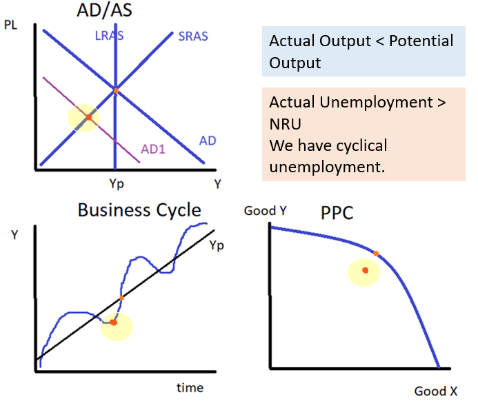 AD/AS
PL
LRAS
SRAS
AD
AD1
Yp
Y
Actual Output < Potential
Output
Actual Unemployment >
NRU
We have cyclical
unemployment.
Business Cycle
Y
Yp
time
PPC
Good Y
Good X